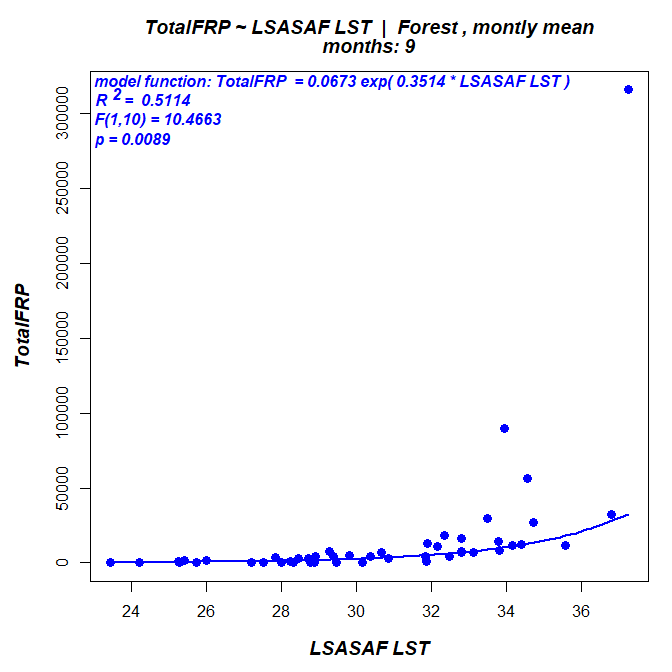 TotalFRP ~ LSASAF LST | Forest , montly mean
months: 9
model function: TotalFRP = 0.0673 exp( 0.3514 * LSASAF LST )
R 2 = 0.5114
F(1,10) = 10.4663
p = 0.0089
300000
250000
200000
150000
100000
50000
0
TotalFRP
24 26 28 30 32 34 36
LSASAF LST